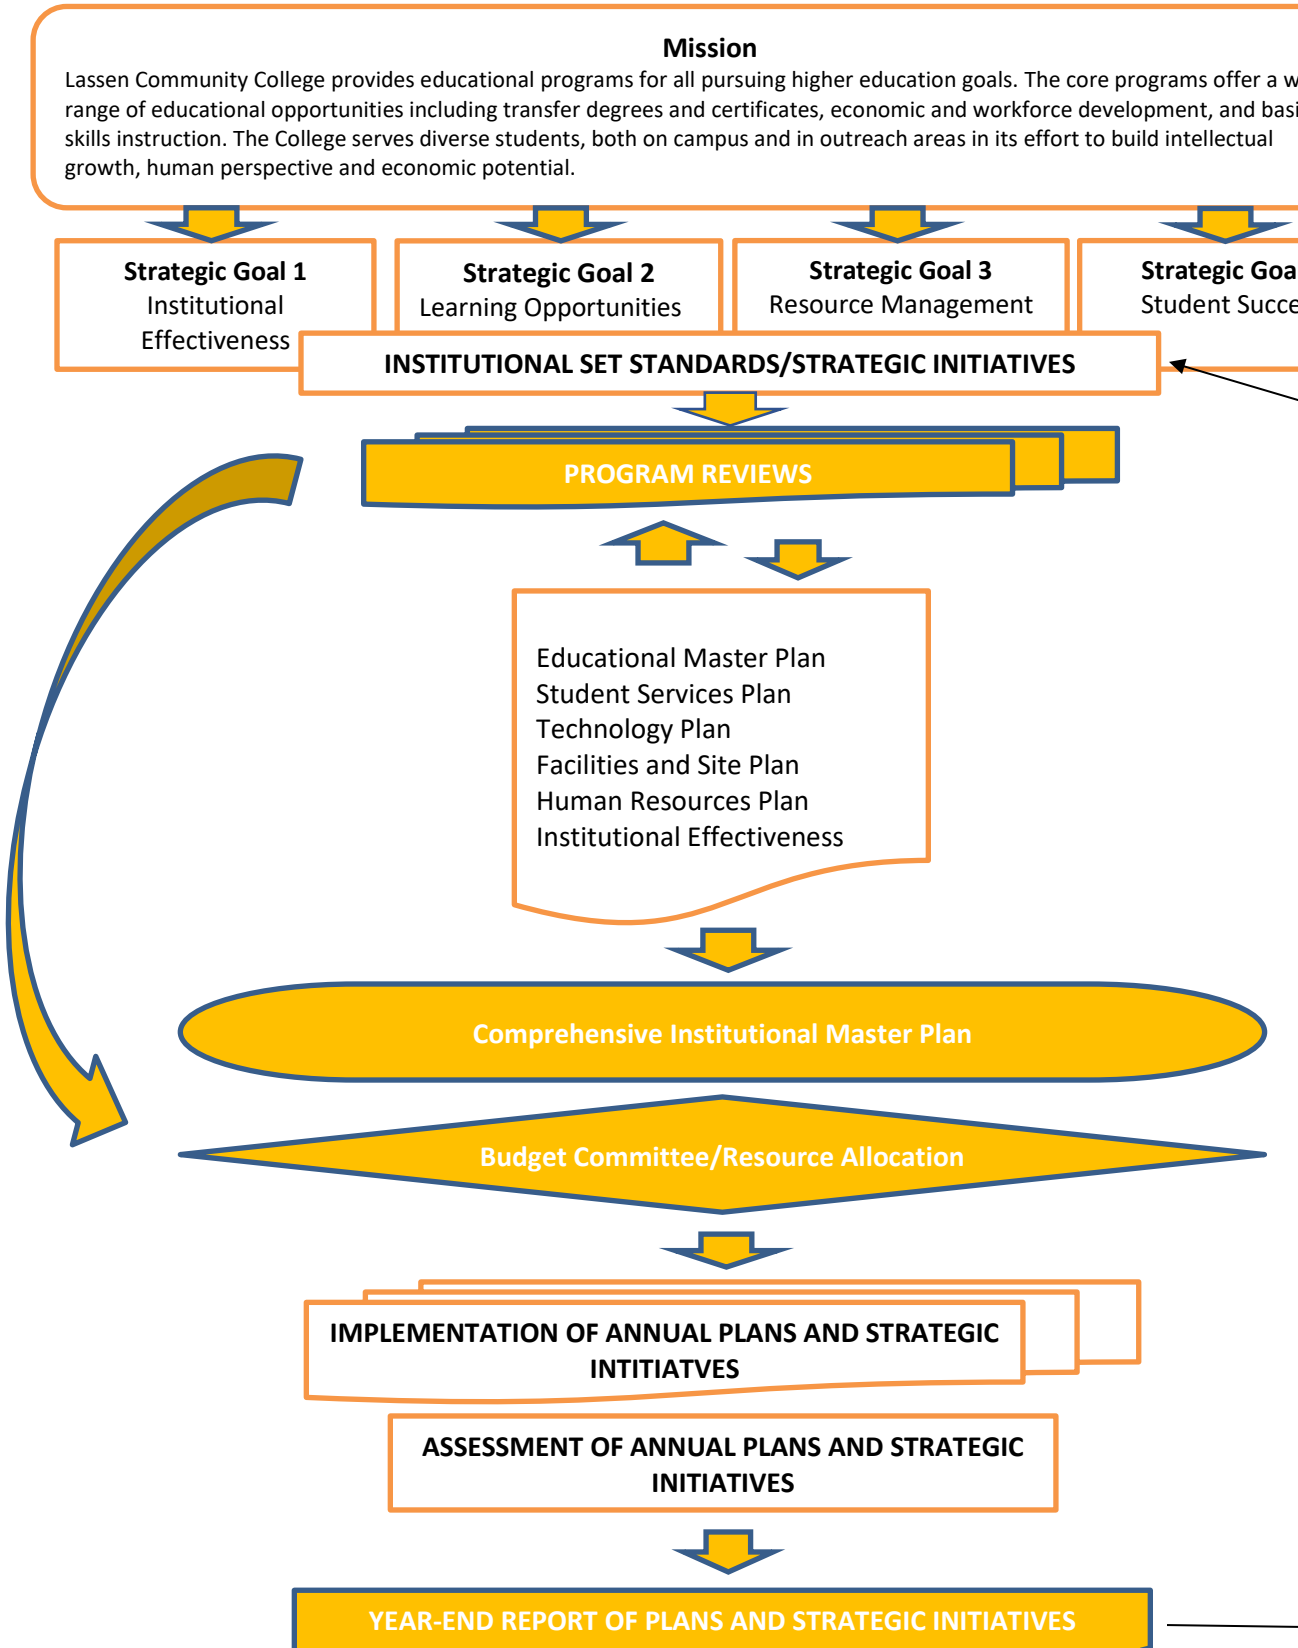 Mission
Lassen Community College provides educational programs for all pursuing higher education goals. The core programs offer a w
range of educational opportunities including transfer degrees and certificates, economic and workforce development, and basi
skills instruction. The College serves diverse students, both on campus and in outreach areas in its effort to build intellectual
growth, human perspective and economic potential.
Strategic Goal 1
Institutional
Effectiveness
Strategic Goal 2
Learning Opportunities
Strategic Goal 3
Resource Management
Strategic Goa
Student Succe
INSTITUTIONAL SET STANDARDS/STRATEGIC INITIATIVES
PROGRAM REVIEWS
Educational Master Plan
Student Services Plan
Technology Plan
Facilities and Site Plan
Human Resources Plan
Institutional Effectiveness
Comprehensive Institutional Master Plan
Budget Committee/Resource Allocation
IMPLEMENTATION OF ANNUAL PLANS AND STRATEGIC
INTITIATVES
ASSESSMENT OF ANNUAL PLANS AND STRATEGIC
INITIATIVES
YEAR-END REPORT OF PLANS AND STRATEGIC INITIATIVES